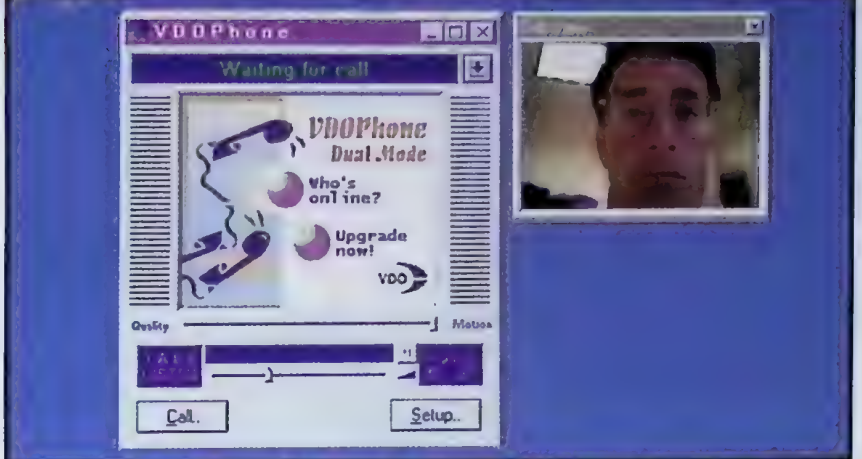 VDOPhone
Waiting for call
VDOPhone
Dual Mode
Who's
online?
Upgrade
now!
VDO
Quality
Motion
Call..
Setup..